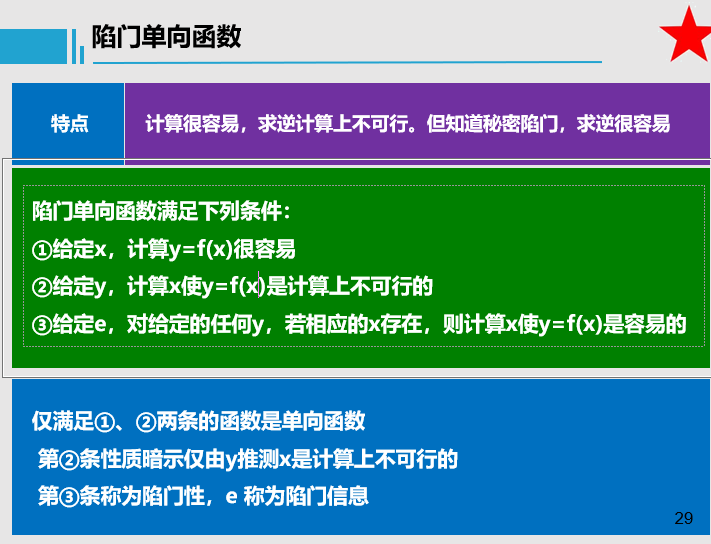 陷门单向函数
特点
计算很容易，求逆计算上不可行。但知道秘密陷门，求逆很容易
陷门单向函数满足下列条件：
①给定x，计算y=f(x)很容易
②给定y，计算x使y=f(x)是计算上不可行的
③给定e，对给定的任何y，若相应的x存在，则计算x使y=f(x)是容易的
仅满足①、②两条的函数是单向函数
第②条性质暗示仅由y推测x是计算上不可行的
第③条称为陷门性，e 称为陷门信息
29